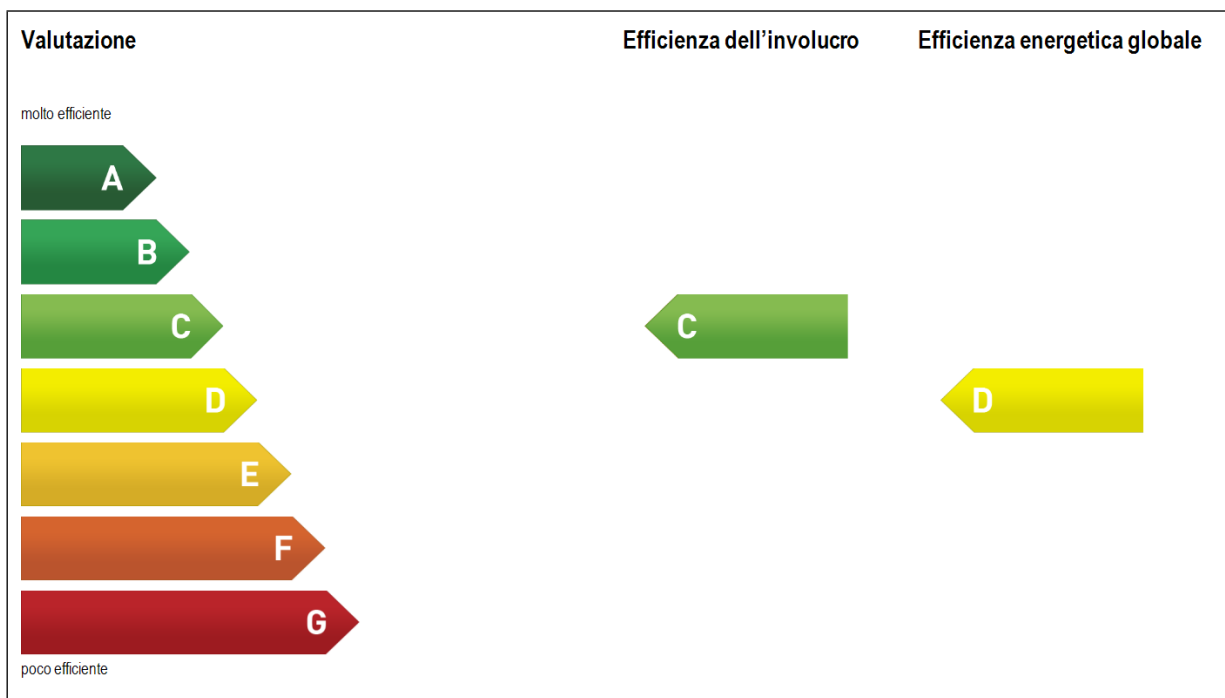 Valutazione Efficienza dell'involucro Efficienza energetica globale
molto efficiente
A
B
C C
D D
E
F
G
poco efficiente